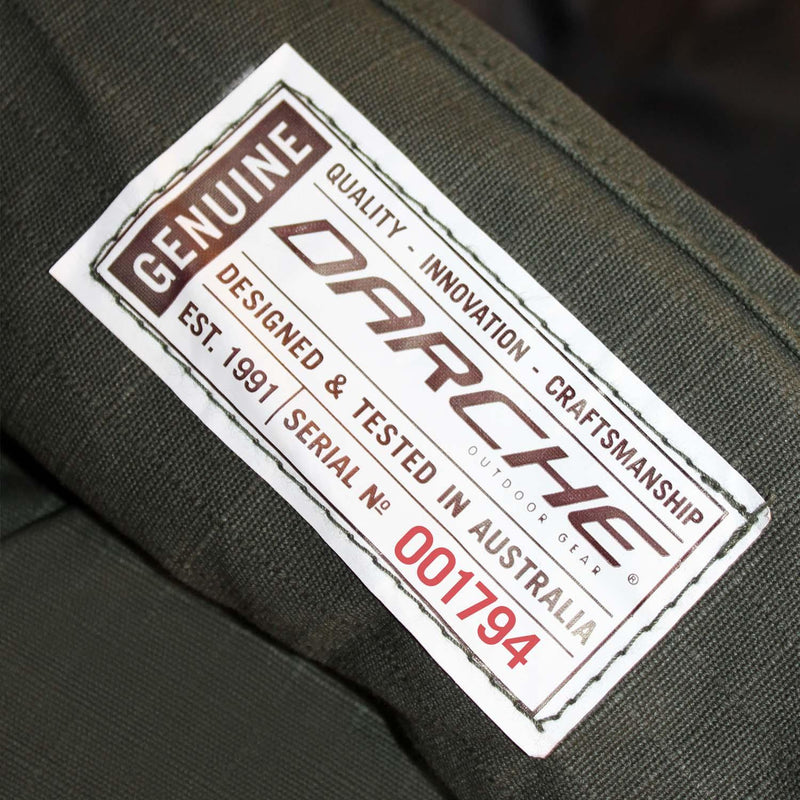 GENUINE
QUALITY - INNOVATION - CRAFTSMANSHIP
DARCHE®
OUTDOOR GEAR
DESIGNED & TESTED IN AUSTRALIA
EST. 1991 | SERIAL Nº 001794